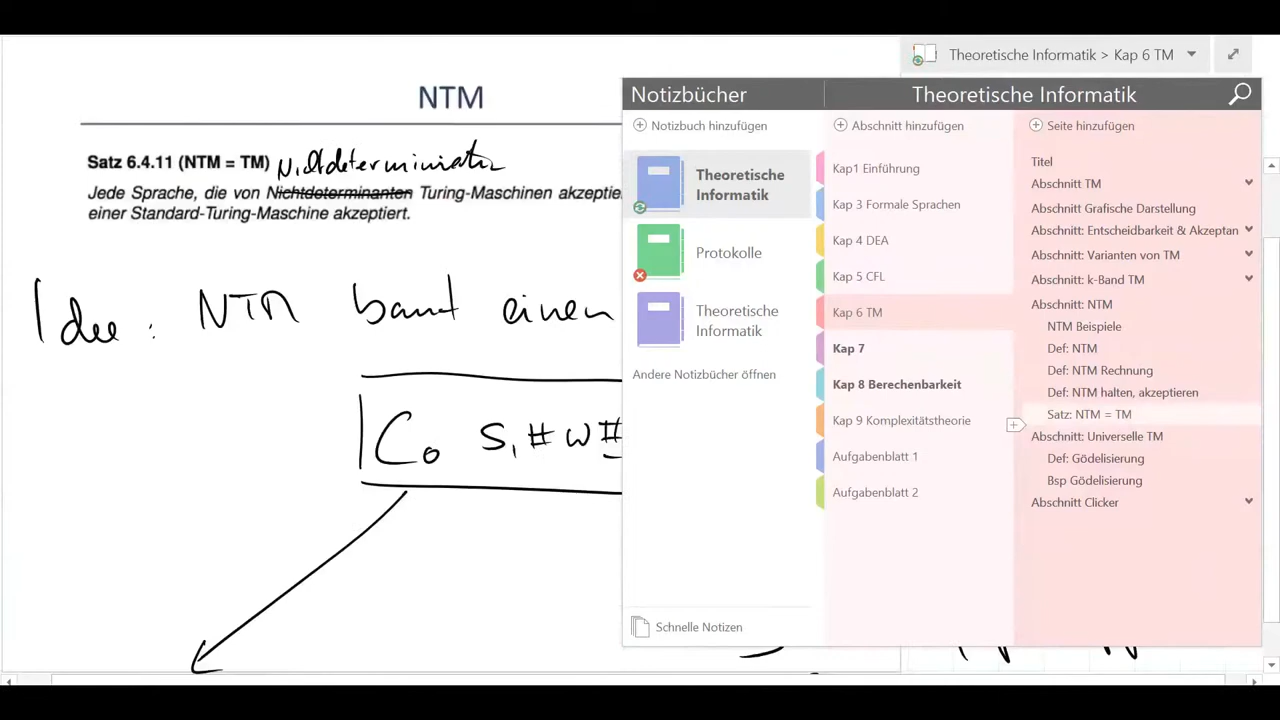 Theoretische Informatik > Kap 6 TM
NTM
Satz 6.4.11 (NTM = TM) Nichtdeterministi
Jede Sprache, die von Nichtdeterminanten Turing-Maschinen akzeptie
einer Standard-Turing-Maschine akzeptiert.
Idee: NTM baut einen
C₀ s, # w #
Notizbücher
Notizbuch hinzufügen
Theoretische
Informatik
Protokolle
Theoretische
Informatik
Andere Notizbücher öffnen
Schnelle Notizen
Theoretische Informatik
Abschnitt hinzufügen
Kap1 Einführung
Kap 3 Formale Sprachen
Kap 4 DEA
Kap 5 CFL
Kap 6 TM
Kap 7
Kap 8 Berechenbarkeit
Kap 9 Komplexitätstheorie
Aufgabenblatt 1
Aufgabenblatt 2
Seite hinzufügen
Titel
Abschnitt TM
Abschnitt Grafische Darstellung
Abschnitt: Entscheidbarkeit & Akzeptan
Abschnitt: Varianten von TM
Abschnitt: k-Band TM
Abschnitt: NTM
NTM Beispiele
Def: NTM
Def: NTM Rechnung
Def: NTM halten, akzeptieren
Satz: NTM = TM
Abschnitt: Universelle TM
Def: Gödelisierung
Bsp Gödelisierung
Abschnitt Clicker